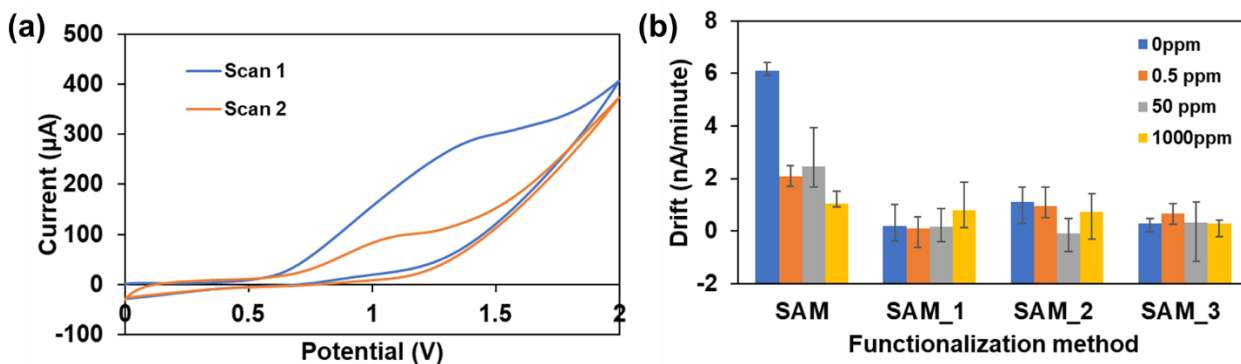 (a)
500
400
300
200
100
0
-100
Current (µA)
Scan 1
Scan 2
0
0.5
1
1.5
2
Potential (V)
(b)
8
6
4
2
0
-2
Drift (nA/minute)
0ppm
0.5 ppm
50 ppm
1000ppm
SAM
SAM_1
SAM_2
SAM_3
Functionalization method